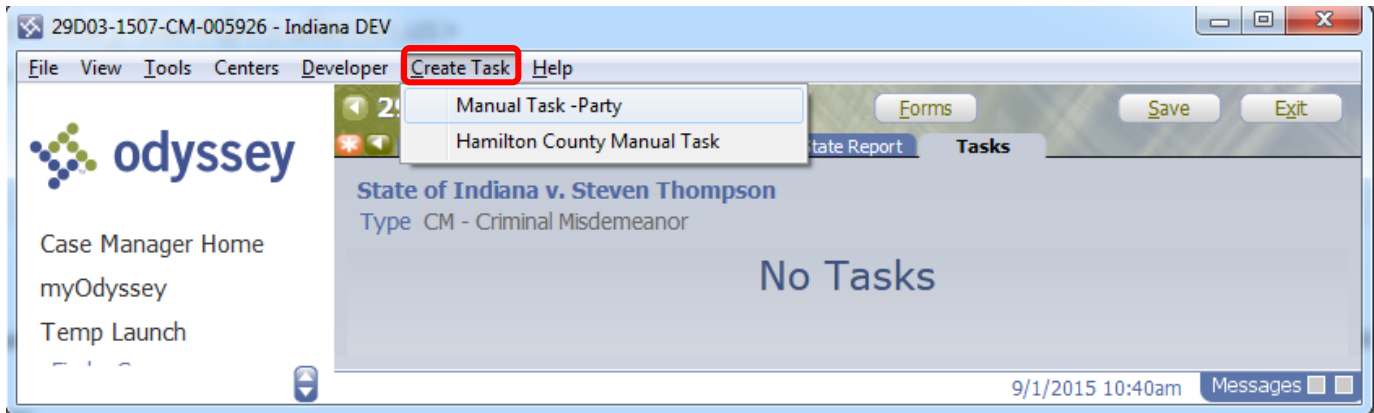 29D03-1507-CM-005926 - Indiana DEV
File View Tools Centers Developer Create Task Help
Manual Task -Party
Hamilton County Manual Task
Forms Save Exit
Tate Report Tasks
odyssey
State of Indiana v. Steven Thompson
Type CM - Criminal Misdemeanor
No Tasks
Case Manager Home
myOdyssey
Temp Launch
9/1/2015 10:40am Messages